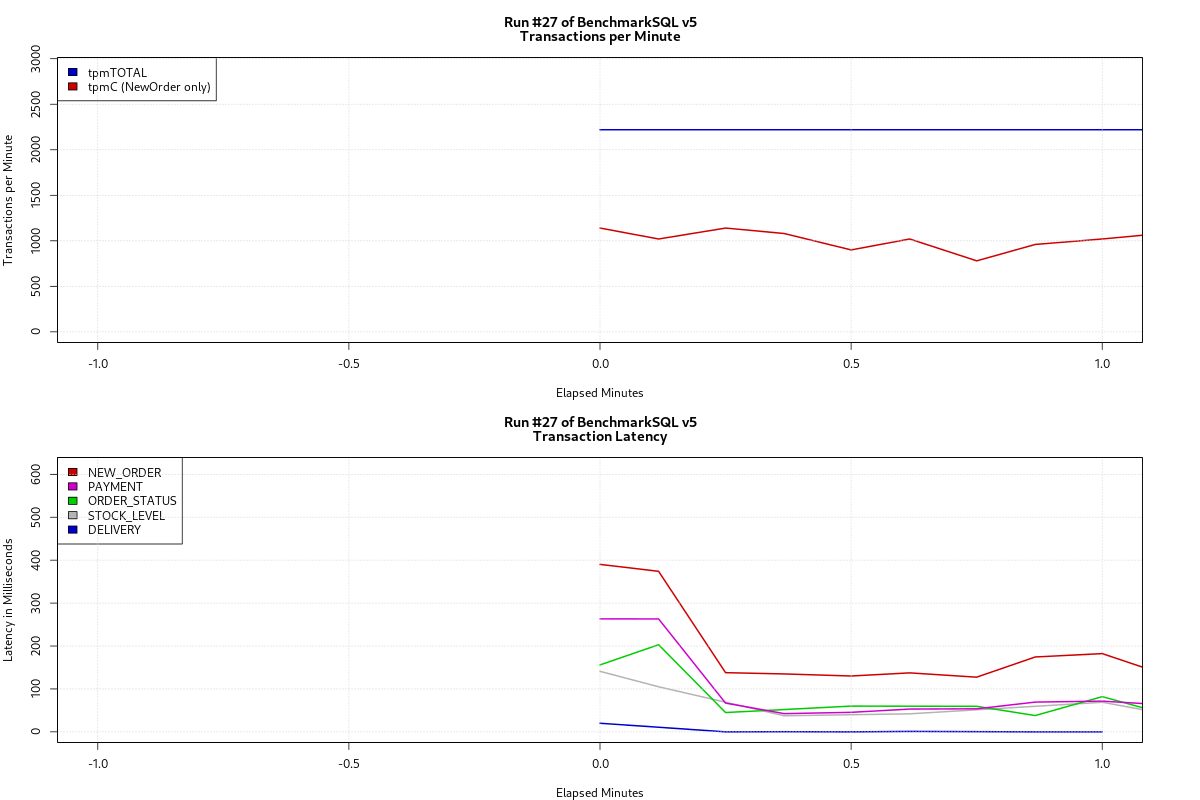 Run #27 of BenchmarkSQL v5
Transactions per Minute
tpmTOTAL
tpmC (NewOrder only)
Transactions per Minute
3000
2500
2000
1500
1000
500
0
-1.0 -0.5 0.0 0.5 1.0
Elapsed Minutes
Run #27 of BenchmarkSQL v5
Transaction Latency
NEW_ORDER
PAYMENT
ORDER_STATUS
STOCK_LEVEL
DELIVERY
Latency in Milliseconds
600
500
400
300
200
100
0
-1.0 -0.5 0.0 0.5 1.0
Elapsed Minutes